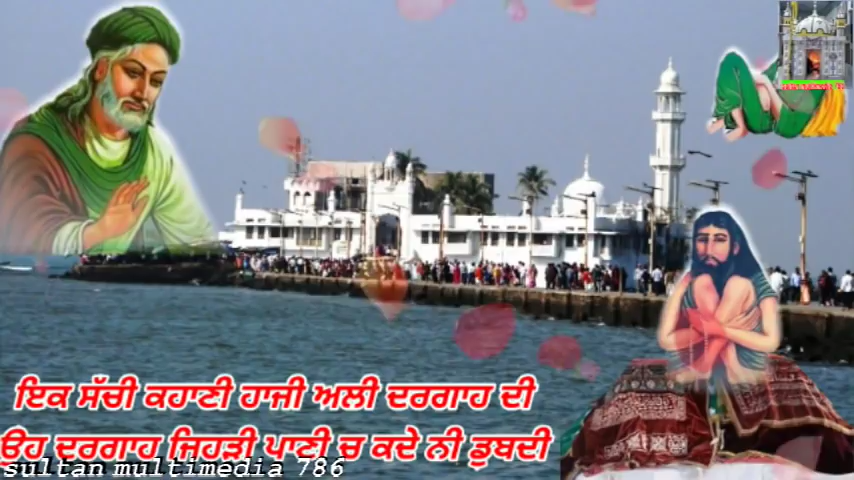 ਇਕ ਸੱਚੀ ਕਹਾਣੀ ਹਾਜੀ ਅਲੀ ਦਰਗਾਹ ਦੀ
ਓਹ ਦਰਗਾਹ ਜਿਹੜੀ ਪਾਣੀ ਚ ਕਦੇ ਨੀ ਡੁਬਦੀ
sultan multimedia 786